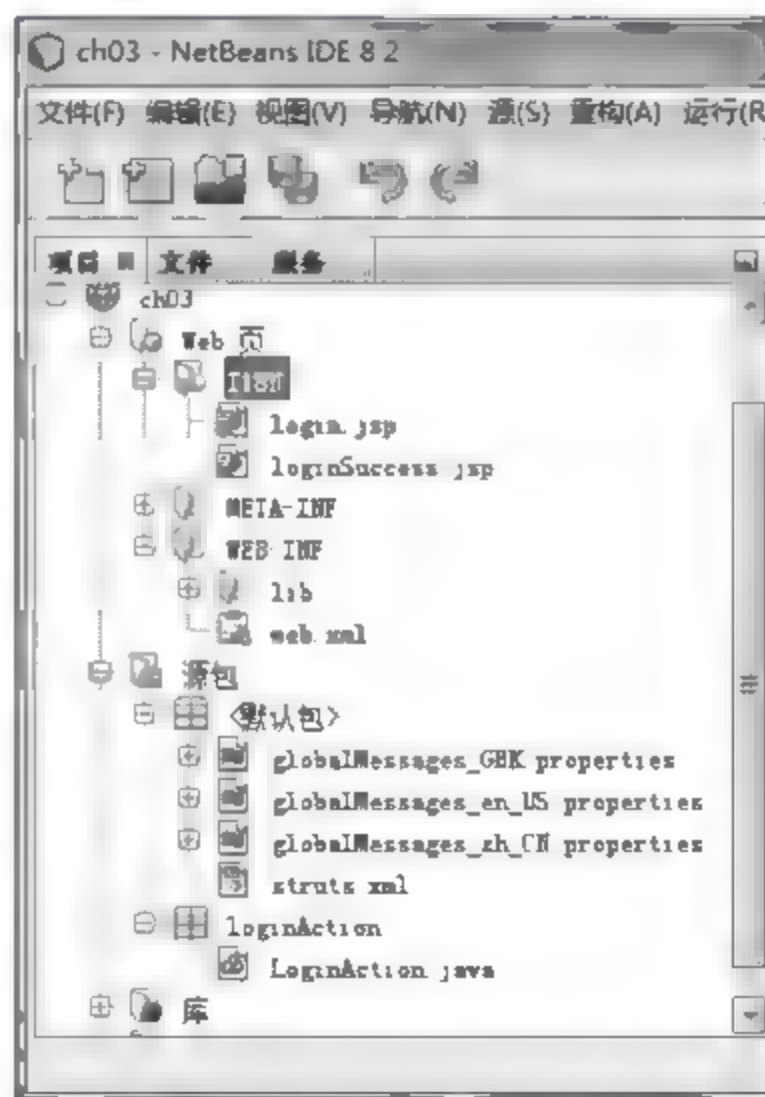 ch03 - NetBeans IDE 8.2
文件(F) 编辑(E) 视图(V) 导航(N) 源(S) 重构(A) 运行(R
项目 文件 服务
ch03
Web 页
I18N
login.jsp
loginSuccess.jsp
META-INF
WEB-INF
lib
web.xml
源包
<默认包>
globalMessages_GBK.properties
globalMessages_en_US.properties
globalMessages_zh_CN.properties
struts.xml
loginAction
LoginAction.java
库